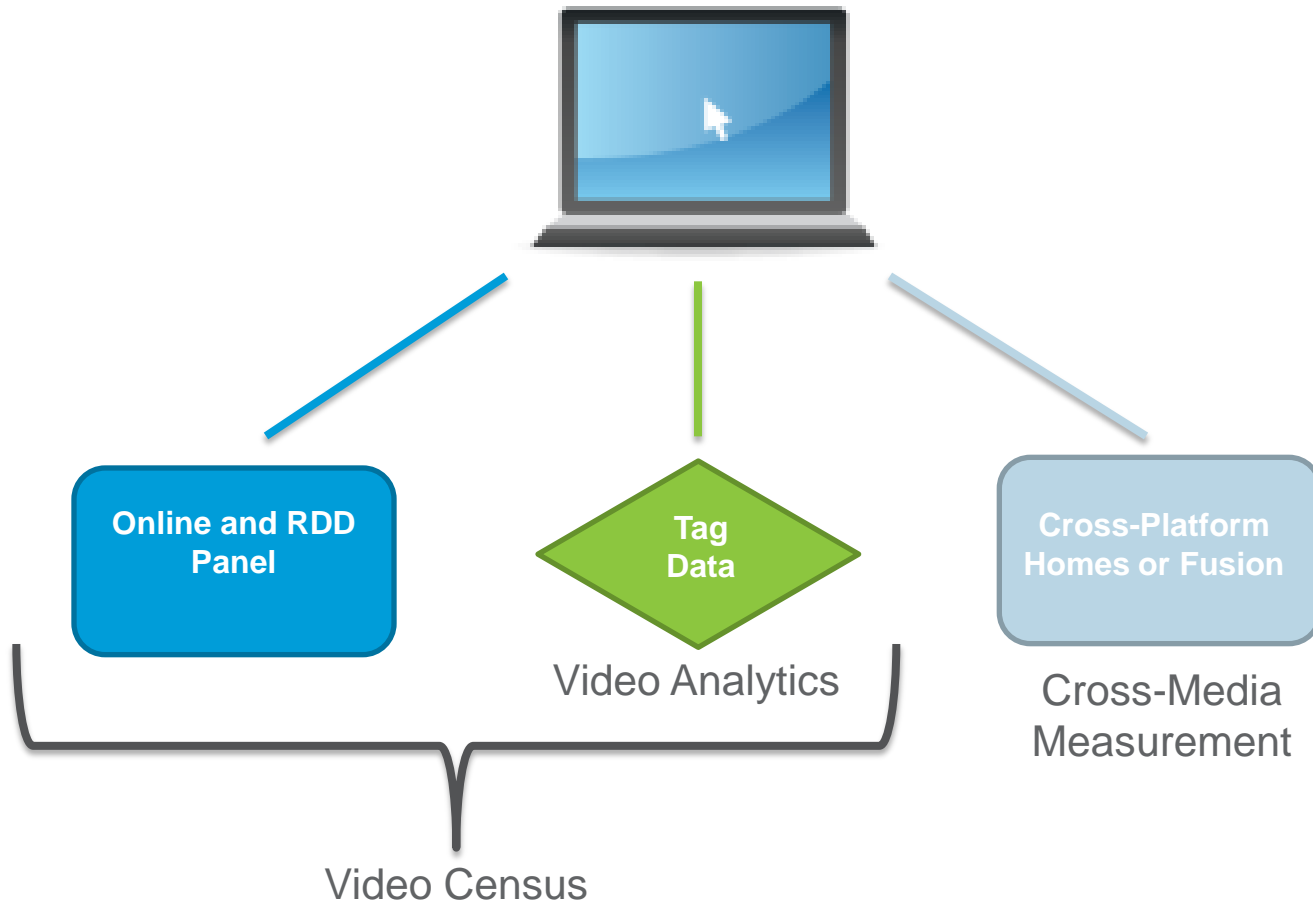 Online and RDD
Panel
Tag
Data
Cross-Platform
Homes or Fusion
Video Analytics
Cross-Media
Measurement
Video Census